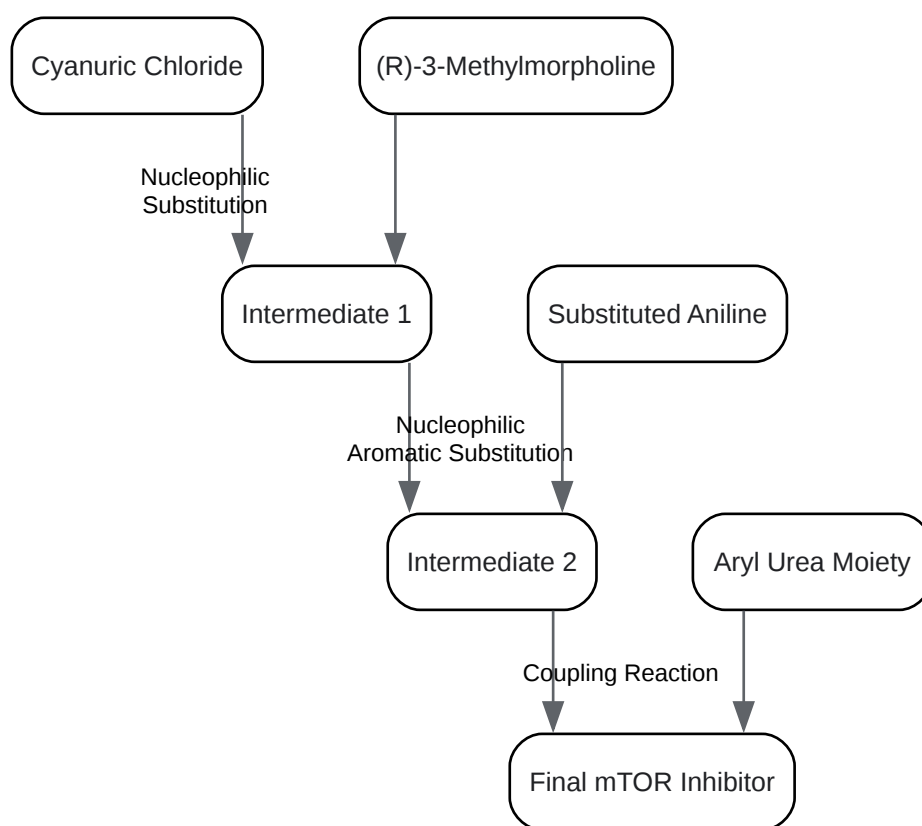 Cyanuric Chloride
(R)-3-Methylmorpholine
Nucleophilic
Substitution
Intermediate 1
Substituted Aniline
Nucleophilic
Aromatic Substitution
Intermediate 2
Aryl Urea Moiety
Coupling Reaction
Final mTOR Inhibitor